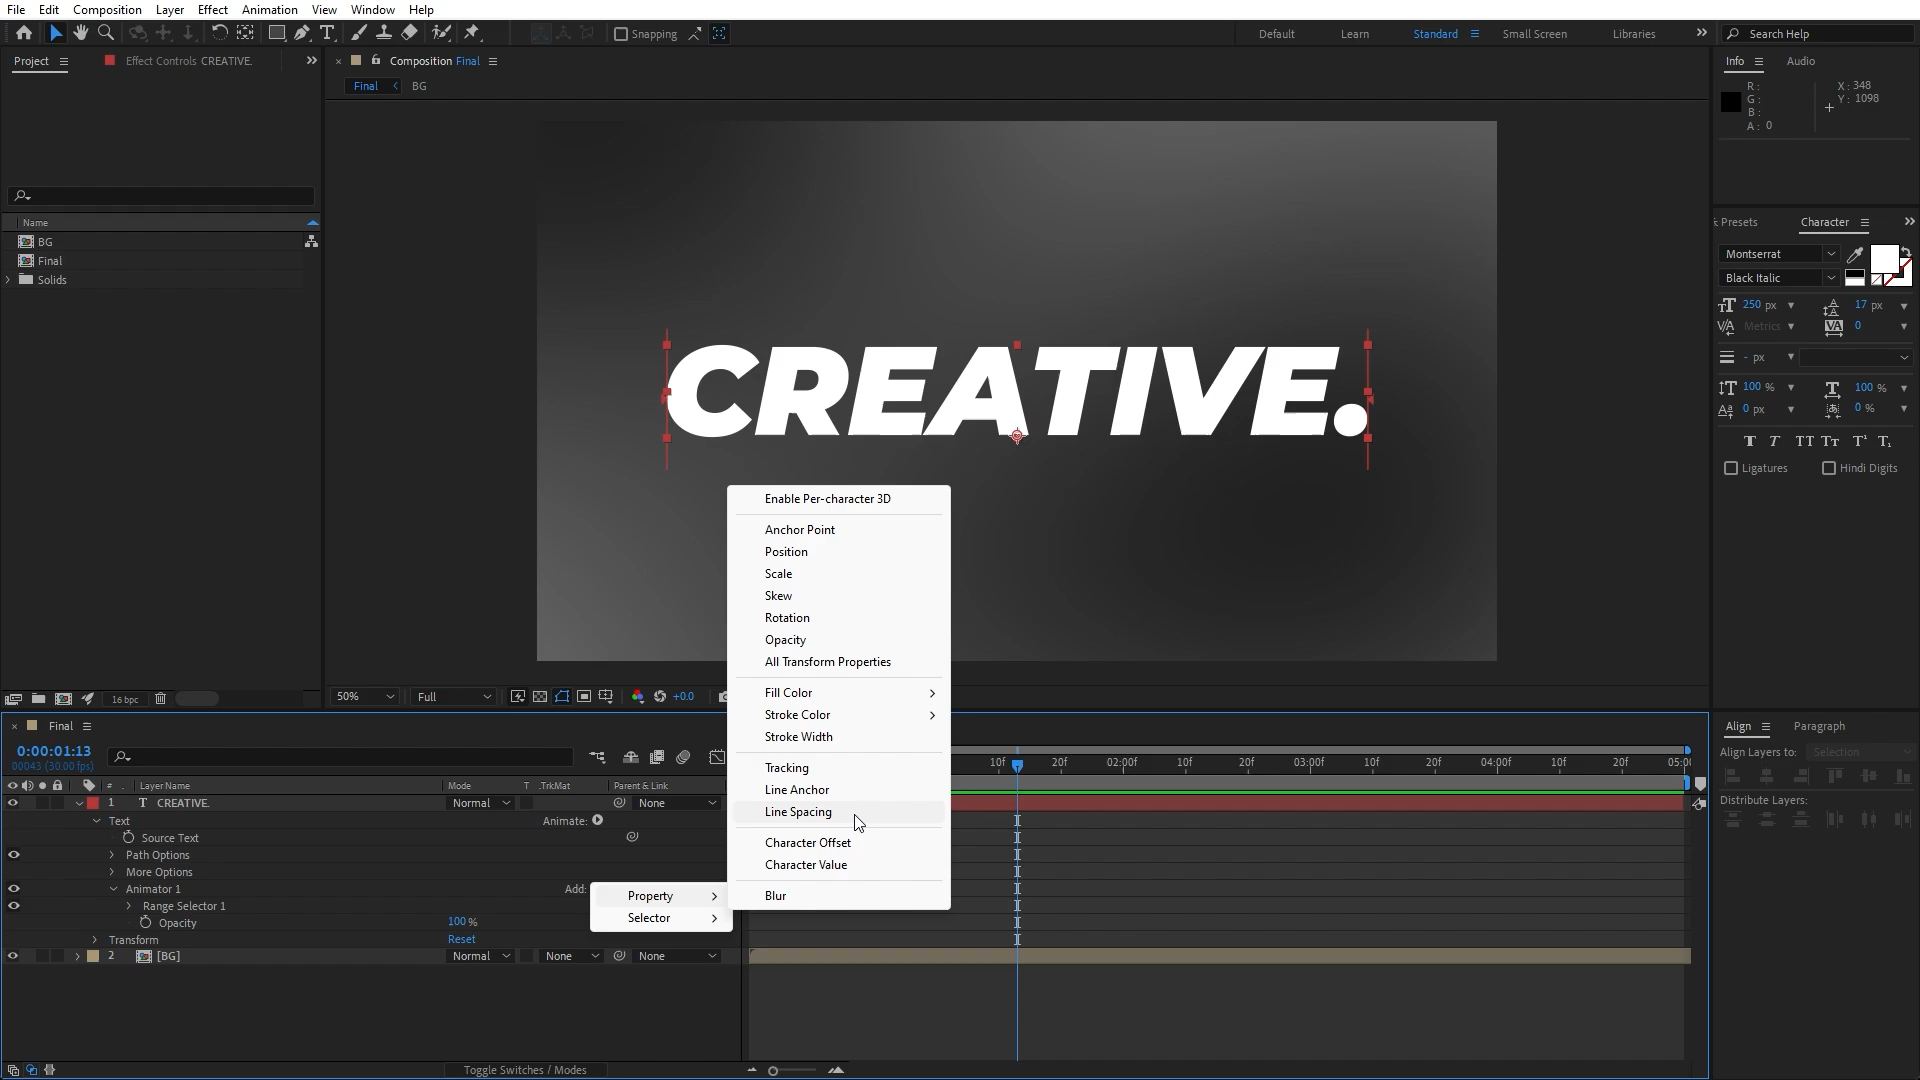 File Edit Composition Layer Effect Animation View Window Help
Snapping
Default Learn Standard Small Screen Libraries
Search Help
Project Effect Controls CREATIVE.
Composition Final
Final BG
Info Audio
R :
G :
B :
A : 0
X : 348
Y : 1098
Name
BG
Final
Solids
Presets Character
Montserrat
Black Italic
250 px
17 px
Metrics
0
- px
100 %
100 %
0 px
0 %
Ligatures Hindi Digits
CREATIVE.
16 bpc
50% Full +0.0
Enable Per-character 3D
Anchor Point
Position
Scale
Skew
Rotation
Opacity
All Transform Properties
Fill Color
Stroke Color
Stroke Width
Tracking
Line Anchor
Line Spacing
Character Offset
Character Value
Blur
Property
Selector
Final
0:00:01:13
00043 (30.00 fps)
# . Layer Name Mode T .TrkMat Parent & Link
1 T CREATIVE. Normal None
Text Animate:
Source Text
Path Options
More Options
Animator 1 Add:
Range Selector 1
Opacity 100 %
Transform Reset
2 [BG] Normal None None
10f 20f 02:00f 10f 20f 03:00f 10f 20f 04:00f 10f 20f 05:00
Toggle Switches / Modes
Align Paragraph
Align Layers to: Selection
Distribute Layers: